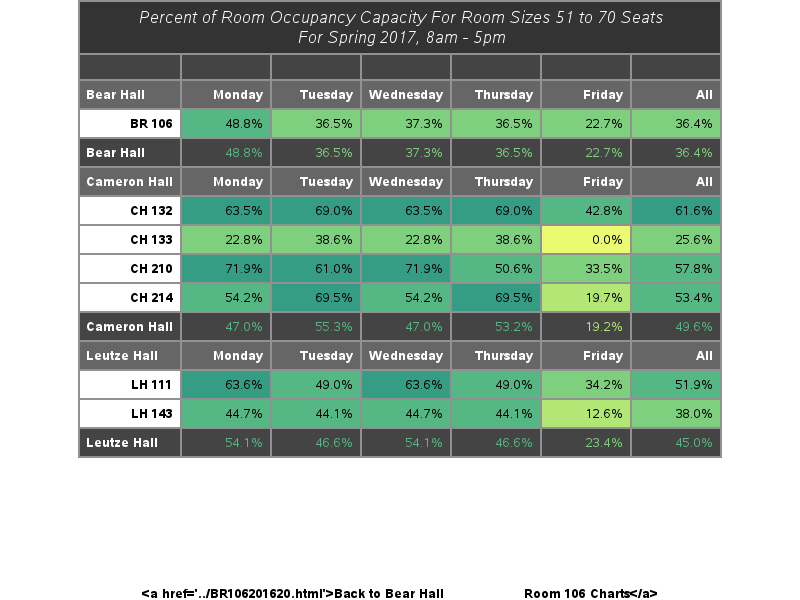 Percent of Room Occupancy Capacity For Room Sizes 51 to 70 Seats
For Spring 2017, 8am - 5pm
Bear Hall Monday Tuesday Wednesday Thursday Friday All
BR 106 48.8% 36.5% 37.3% 36.5% 22.7% 36.4%
Bear Hall 48.8% 36.5% 37.3% 36.5% 22.7% 36.4%
Cameron Hall Monday Tuesday Wednesday Thursday Friday All
CH 132 63.5% 69.0% 63.5% 69.0% 42.8% 61.6%
CH 133 22.8% 38.6% 22.8% 38.6% 0.0% 25.6%
CH 210 71.9% 61.0% 71.9% 50.6% 33.5% 57.8%
CH 214 54.2% 69.5% 54.2% 69.5% 19.7% 53.4%
Cameron Hall 47.0% 55.3% 47.0% 53.2% 19.2% 49.6%
Leutze Hall Monday Tuesday Wednesday Thursday Friday All
LH 111 63.6% 49.0% 63.6% 49.0% 34.2% 51.9%
LH 143 44.7% 44.1% 44.7% 44.1% 12.6% 38.0%
Leutze Hall 54.1% 46.6% 54.1% 46.6% 23.4% 45.0%
<a href='../BR106201620.html'>Back to Bear Hall Room 106 Charts</a>